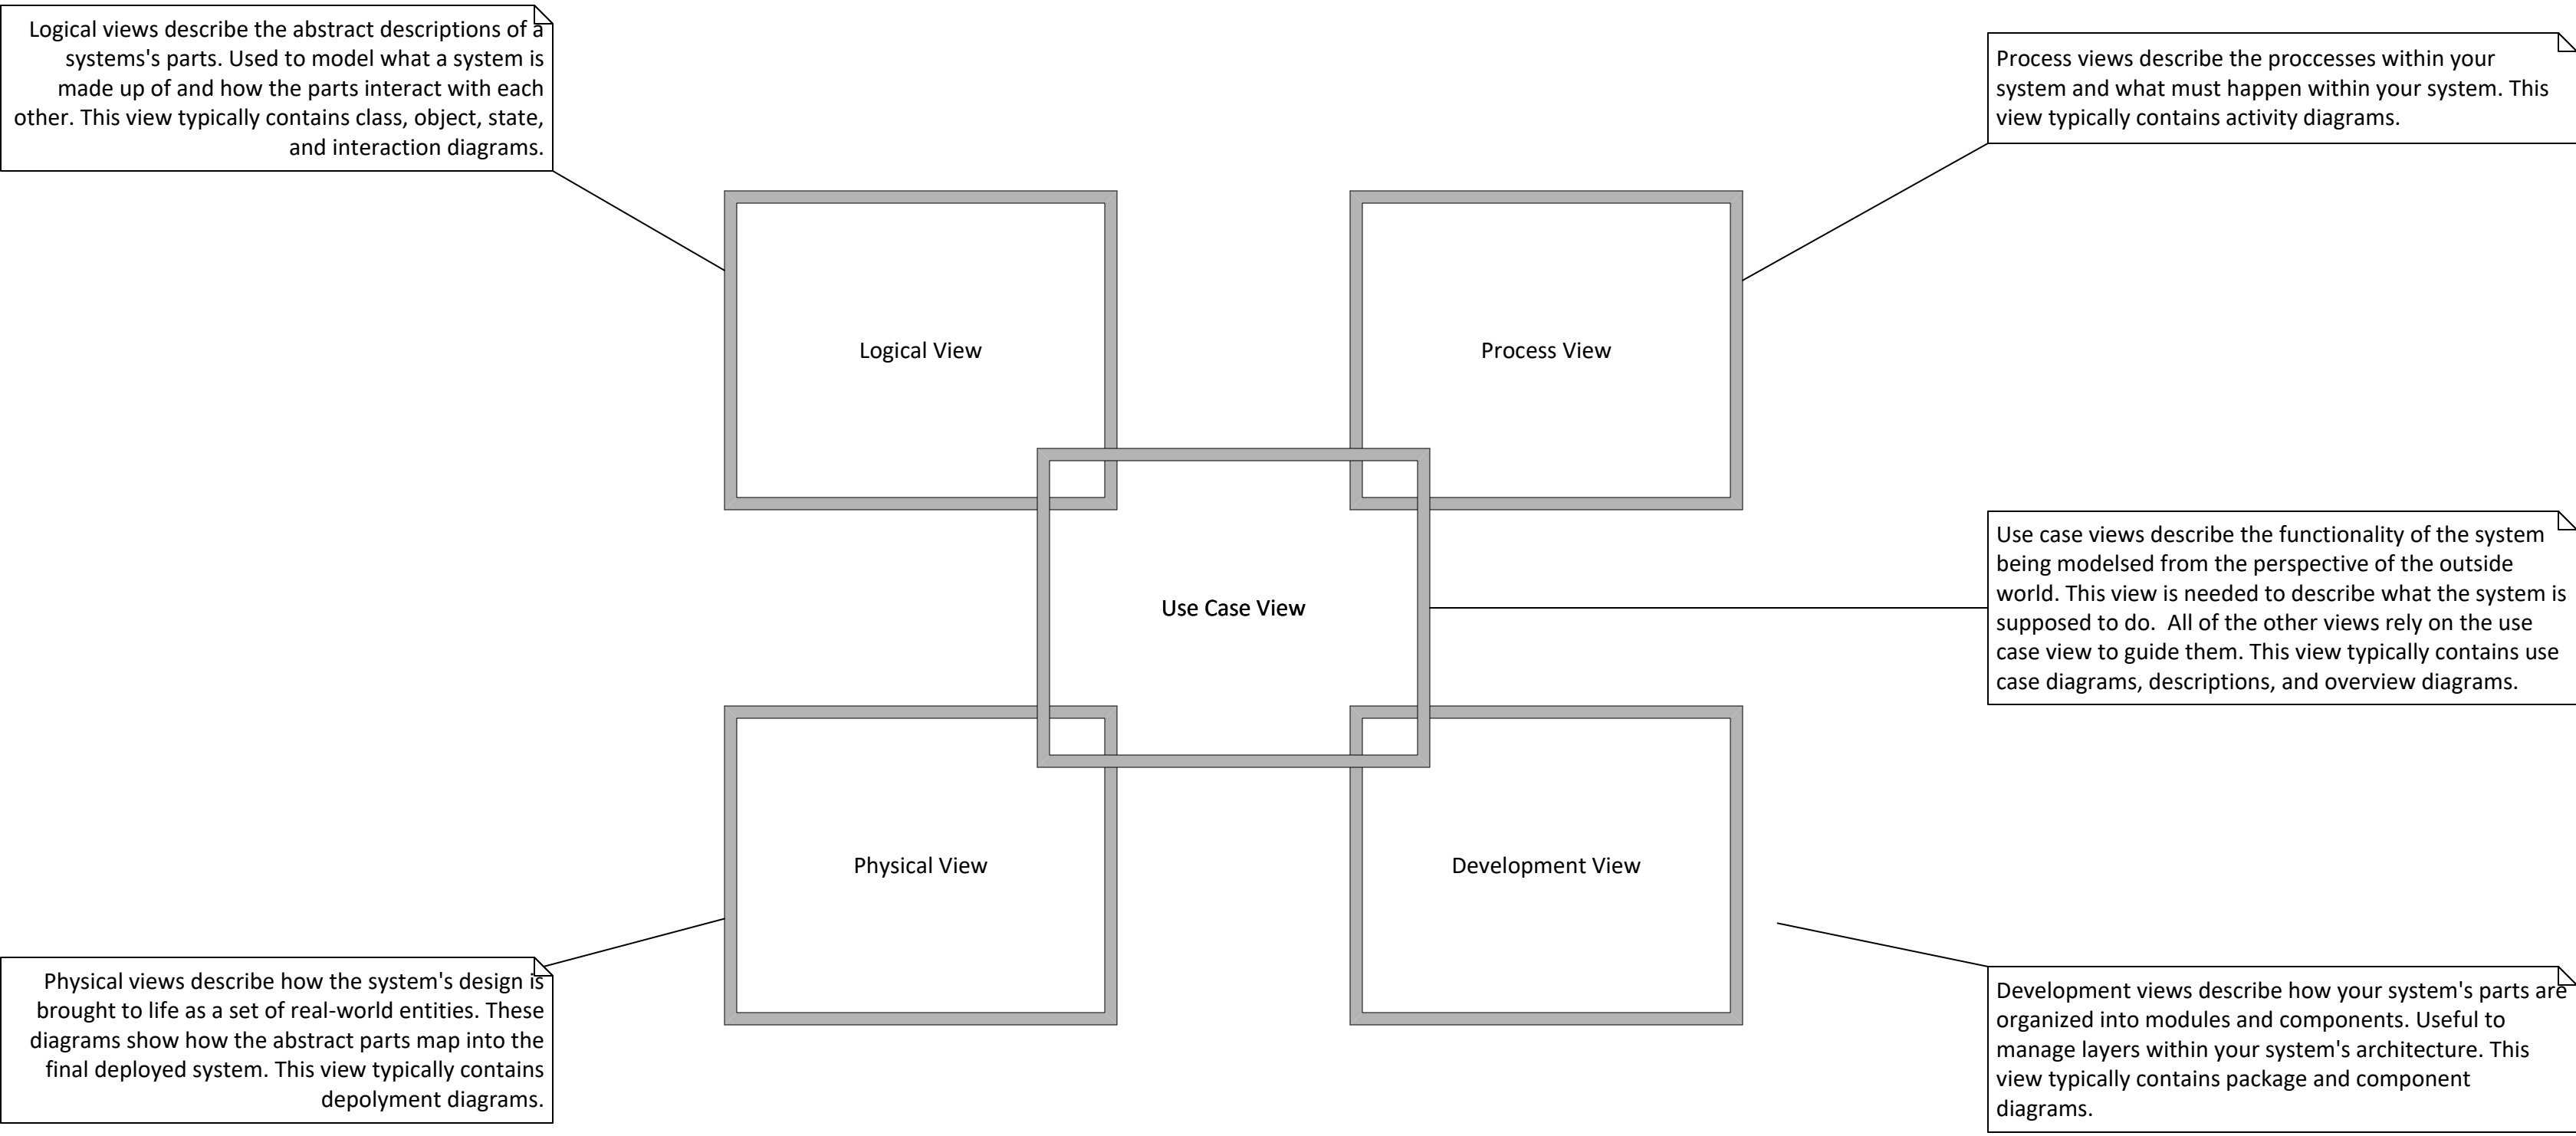 Logical views describe the abstract descriptions of a
systems's parts. Used to model what a system is
made up of and how the parts interact with each
other. This view typically contains class, object, state,
and interaction diagrams.
Process views describe the proccesses within your
system and what must happen within your system. This
view typically contains activity diagrams.
Logical View
Process View
Use case views describe the functionality of the system
being modelsed from the perspective of the outside
world. This view is needed to describe what the system is
supposed to do.  All of the other views rely on the use
case view to guide them. This view typically contains use
case diagrams, descriptions, and overview diagrams.
Use Case View
Physical View
Development View
Physical views describe how the system's design is
brought to life as a set of real-world entities. These
diagrams show how the abstract parts map into the
final deployed system. This view typically contains
depolyment diagrams.
Development views describe how your system's parts are
organized into modules and components. Useful to
manage layers within your system's architecture. This
view typically contains package and component
diagrams.